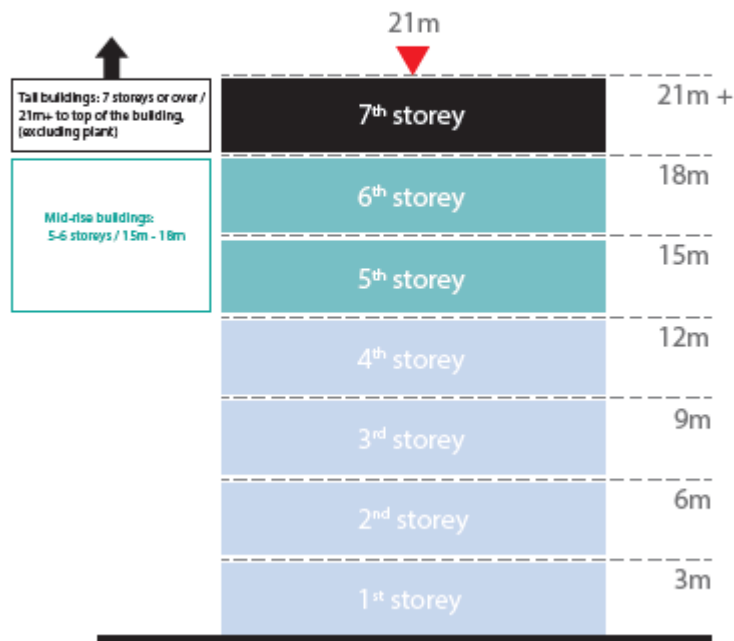 21m
Tall buildings: 7 storeys or over /
21m+ to top of the building,
(excluding plant)
Mid-rise buildings:
5-6 storeys / 15m - 18m
7th storey
6th storey
5th storey
4th storey
3rd storey
2nd storey
1st storey
21m +
18m
15m
12m
9m
6m
3m